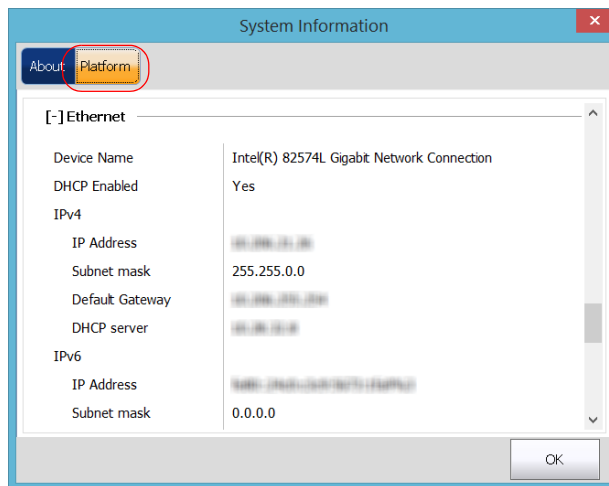 System Information
About Platform
[-] Ethernet
Device Name Intel(R) 82574L Gigabit Network Connection
DHCP Enabled Yes
IPv4
IP Address
Subnet mask 255.255.0.0
Default Gateway
DHCP server
IPv6
IP Address
Subnet mask 0.0.0.0
OK